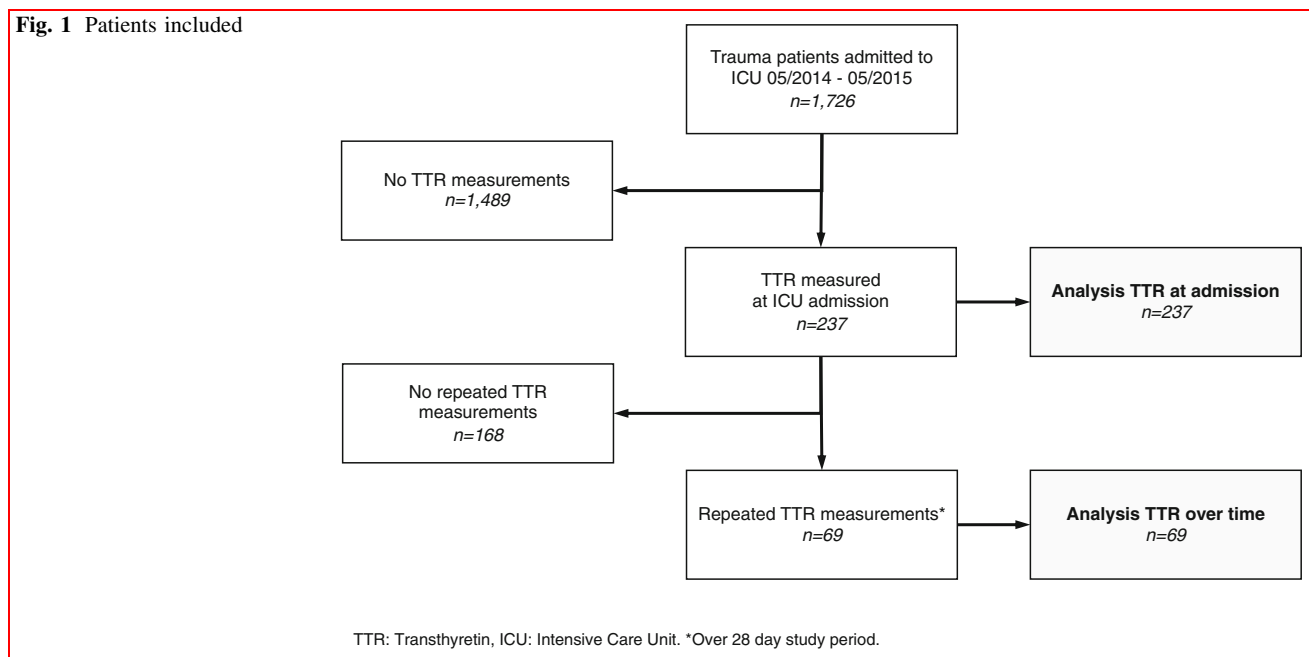 Fig. 1 Patients included
Trauma patients admitted to
ICU 05/2014 - 05/2015
n=1,726
No TTR measurements
n=1,489
TTR measured
at ICU admission
n=237
Analysis TTR at admission
n=237
No repeated TTR
measurements
n=168
Repeated TTR measurements*
n=69
Analysis TTR over time
n=69
TTR: Transthyretin, ICU: Intensive Care Unit. *Over 28 day study period.